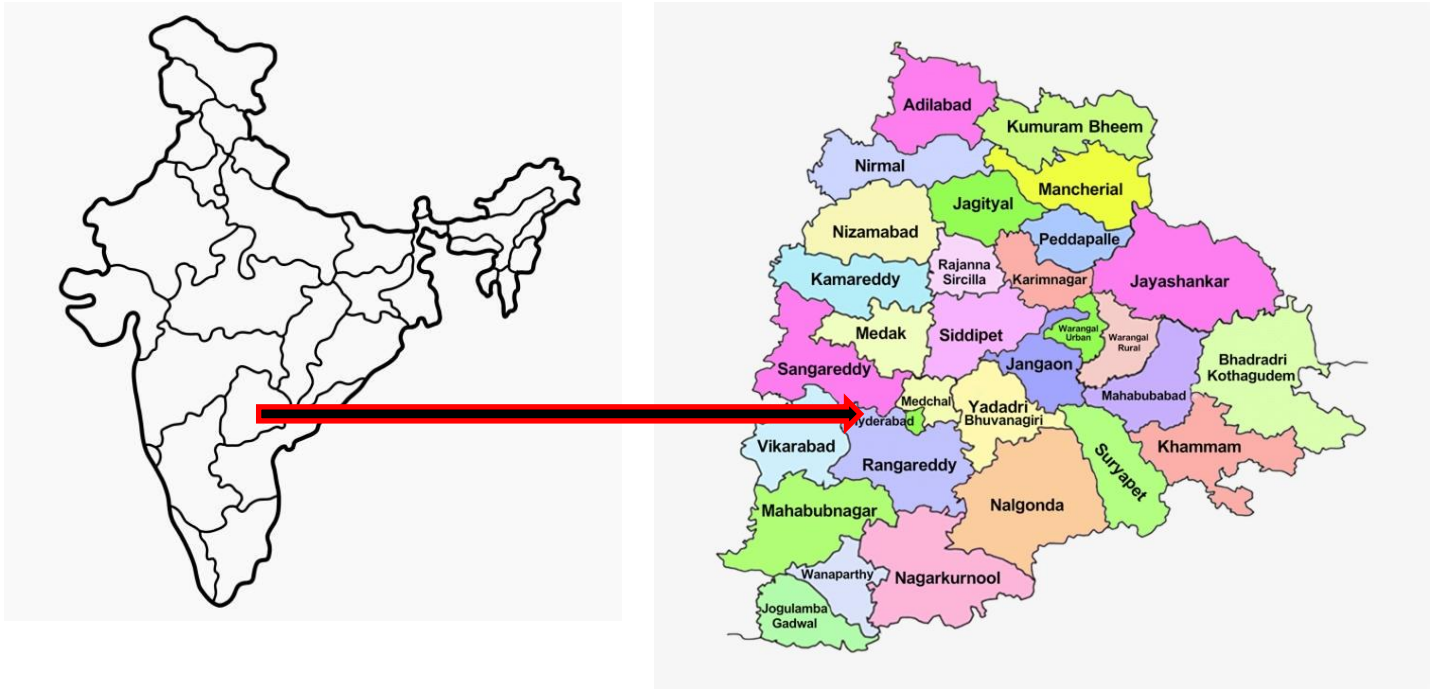 Adilabad
Kumuram Bheem
Nirmal
Mancherial
Jagityal
Nizamabad
Peddapalle
Rajanna
Sircilla
Kamareddy
Karimnagar
Jayashankar
Medak
Siddipet
Warangal
Urban
Warangal
Rural
Bhadradri
Kothagudem
Sangareddy
Jangaon
Mahabubabad
Medchal
Yadadri
Bhuvanagiri
yderabad
Vikarabad
Khammam
Rangareddy
Suryapet
Nalgonda
Mahabubnagar
Wanaparthy
Nagarkurnool
Jogulamba
Gadwal